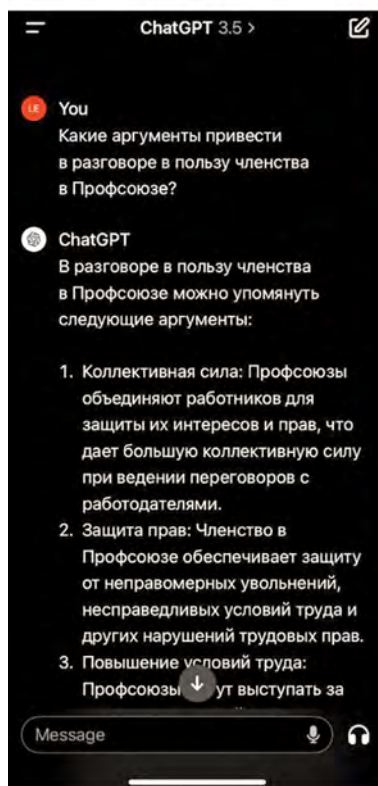 ChatGPT 3.5 >
LE You
Какие аргументы привести
в разговоре в пользу членства
в Профсоюзе?
ChatGPT
В разговоре в пользу членства
в Профсоюзе можно упомянуть
следующие аргументы:
1. Коллективная сила: Профсоюзы
объединяют работников для
защиты их интересов и прав, что
дает большую коллективную силу
при ведении переговоров с
работодателями.
2. Защита прав: Членство в
Профсоюзе обеспечивает защиту
от неправомерных увольнений,
несправедливых условий труда и
других нарушений трудовых прав.
3. Повышение условий труда:
Профсоюзы выступать за
Message